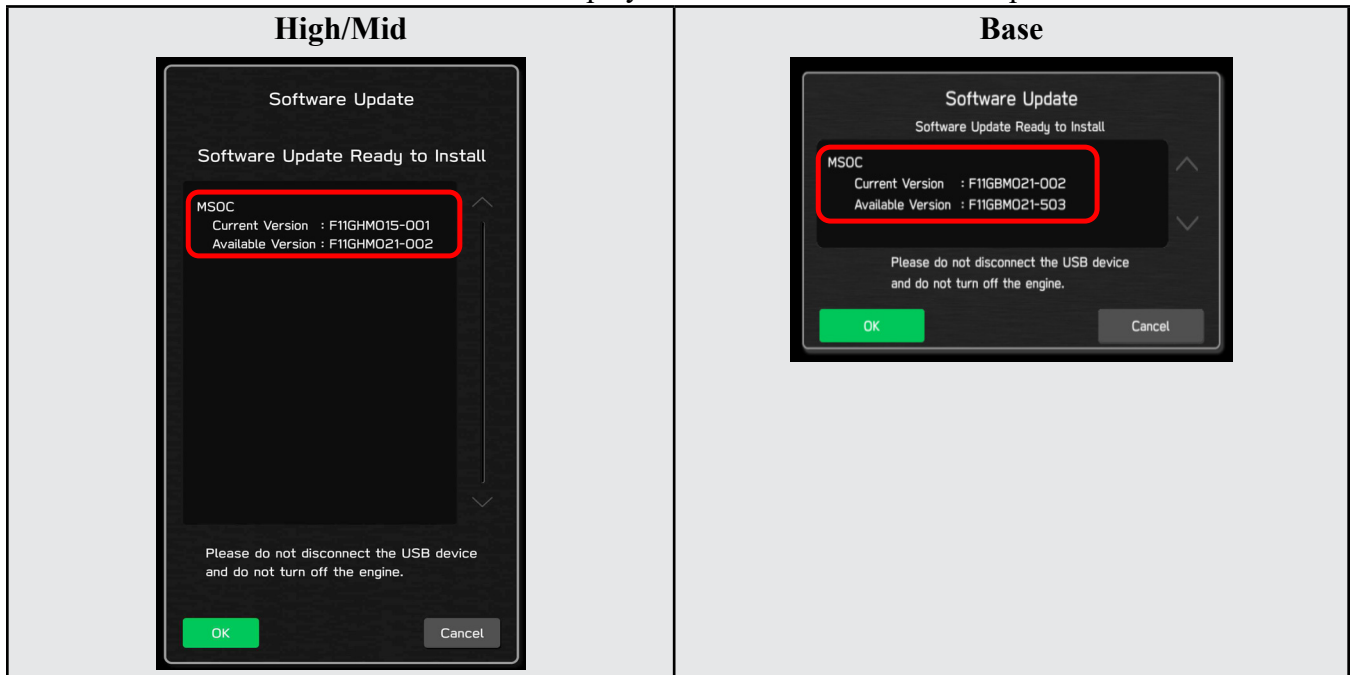 High/Mid
Software Update
Software Update Ready to Install
MSOC
Current Version : F11GHM015-001
Available Version : F11GHM021-002
Please do not disconnect the USB device
and do not turn off the engine.
OK Cancel
Base
Software Update
Software Update Ready to Install
MSOC
Current Version : F11GBM021-002
Available Version : F11GBM021-503
Please do not disconnect the USB device
and do not turn off the engine.
OK Cancel